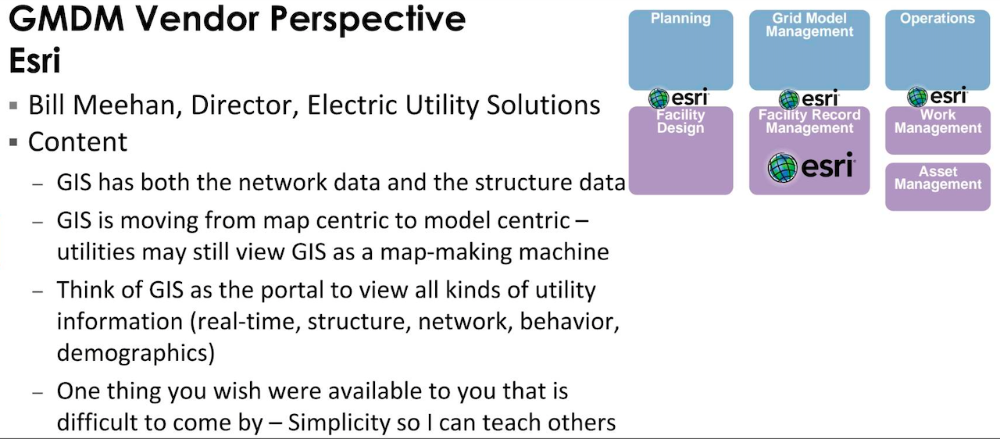 GMDM Vendor Perspective
Esri
▪ Bill Meehan, Director, Electric Utility Solutions
▪ Content
– GIS has both the network data and the structure data
– GIS is moving from map centric to model centric –
utilities may still view GIS as a map-making machine
– Think of GIS as the portal to view all kinds of utility
information (real-time, structure, network, behavior,
demographics)
– One thing you wish were available to you that is
difficult to come by – Simplicity so I can teach others
Planning
Grid Model
Management
Operations
esri
esri
esri
Facility
Design
Facility Record
Management
esri
Work
Management
Asset
Management